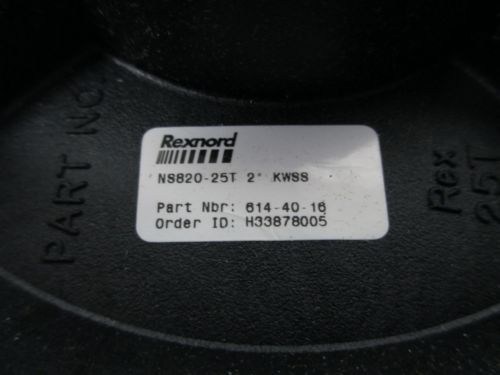 PART NO.
Rexnord
NS820-25T 2" KWSS
Part Nbr: 614-40-16
Order ID: H33878005
Rex
25T